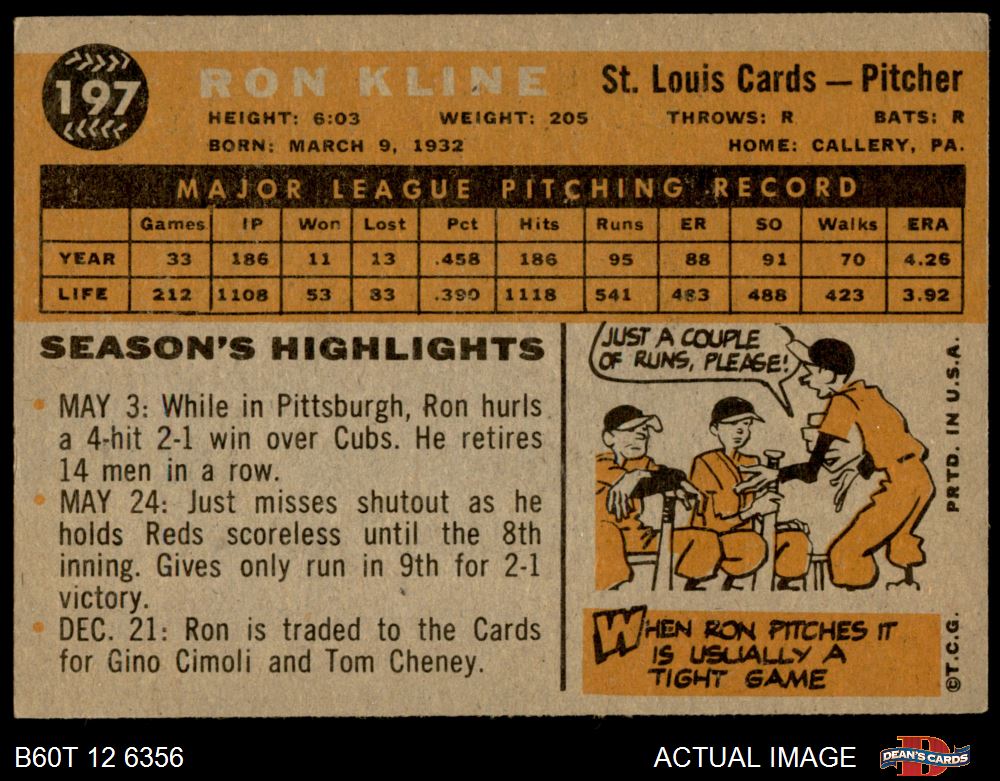 197
RON KLINE
St. Louis Cards — Pitcher
HEIGHT: 6:03 WEIGHT: 205 THROWS: R BATS: R
BORN: MARCH 9, 1932 HOME: CALLERY, PA.
MAJOR LEAGUE PITCHING RECORD
Games IP Won Lost Pct Hits Runs ER SO Walks ERA
YEAR 33 186 11 13 .458 186 95 88 91 70 4.26
LIFE 212 1108 53 83 .390 1118 541 483 488 423 3.92
SEASON'S HIGHLIGHTS
• MAY 3: While in Pittsburgh, Ron hurls
a 4-hit 2-1 win over Cubs. He retires
14 men in a row.
• MAY 24: Just misses shutout as he
holds Reds scoreless until the 8th
inning. Gives only run in 9th for 2-1
victory.
• DEC. 21: Ron is traded to the Cards
for Gino Cimoli and Tom Cheney.
JUST A COUPLE
OF RUNS, PLEASE!
WHEN RON PITCHES IT
IS USUALLY A
TIGHT GAME
©T.C.G. PRTD. IN U.S.A.
B60T 12 6356
ACTUAL IMAGE
D
DEAN'S CARDS